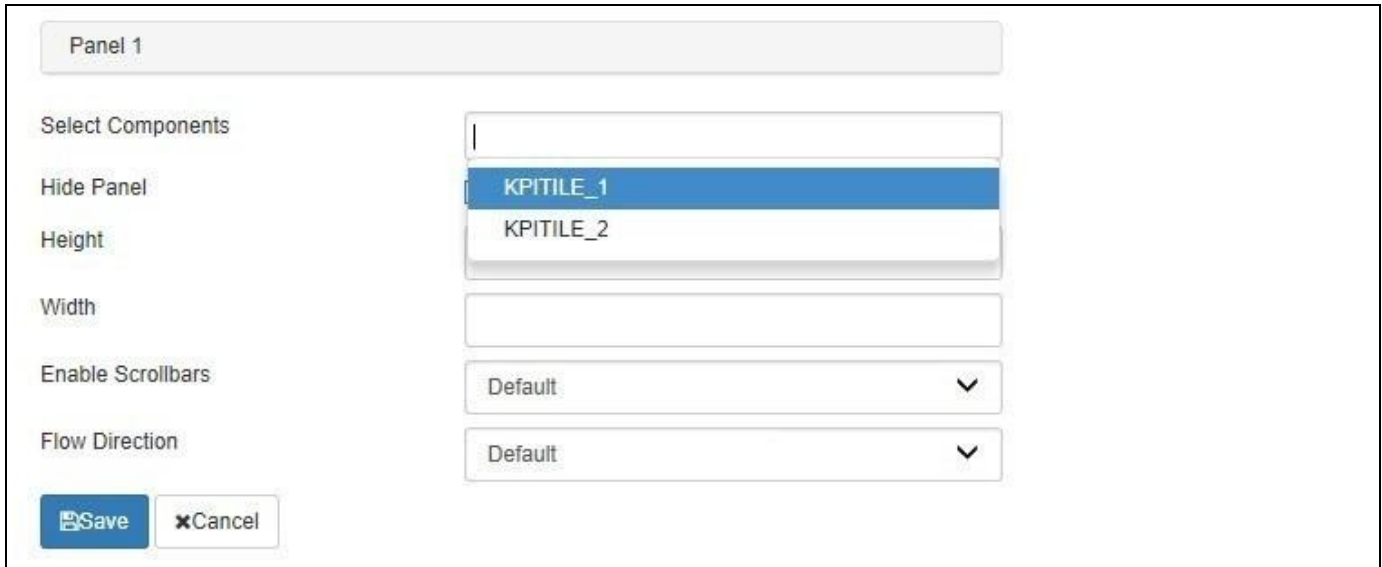 Panel 1
Select Components
Hide Panel
KPITILE_1
KPITILE_2
Height
Width
Enable Scrollbars
Default
Flow Direction
Default
Save
Cancel